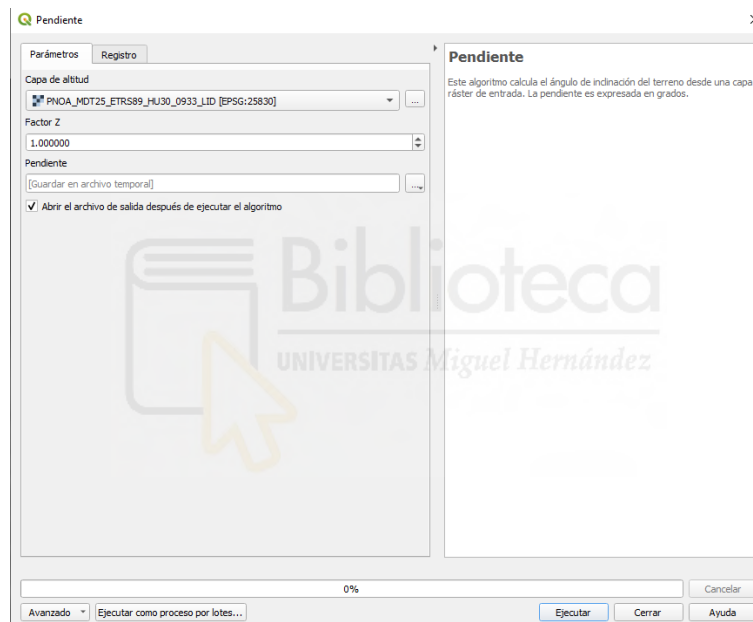 Pendiente
Parámetros Registro
Capa de altitud
PNOA_MDT25_ETRS89_HU30_0933_LID [EPSG:25830]
...
Factor Z
1.000000
Pendiente
[Guardar en archivo temporal]
...
Abrir el archivo de salida después de ejecutar el algoritmo
Pendiente
Este algoritmo calcula el ángulo de inclinación del terreno desde una capa
ráster de entrada. La pendiente es expresada en grados.
Biblioteca
UNIVERSITAS Miguel Hernández
0%
Cancelar
Avanzado Ejecutar como proceso por lotes... Ejecutar Cerrar Ayuda